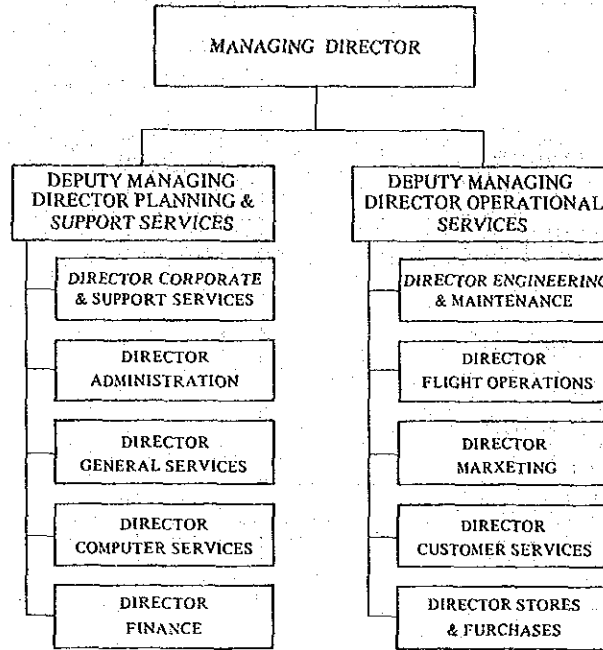 MANAGING DIRECTOR
DEPUTY MANAGING
DIRECTOR PLANNING &
SUPPORT SERVICES
DIRECTOR CORPORATE
& SUPPORT SERVICES
DIRECTOR
ADMINISTRATION
DIRECTOR
GENERAL SERVICES
DIRECTOR
COMPUTER SERVICES
DIRECTOR
FINANCE
DEPUTY MANAGING
DIRECTOR OPERATIONAL
SERVICES
DIRECTOR ENGINEERING
& MAINTENANCE
DIRECTOR
FLIGHT OPERATIONS
DIRECTOR
MARXETING
DIRECTOR
CUSTOMER SERVICES
DIRECTOR STORES
& FURCHASES